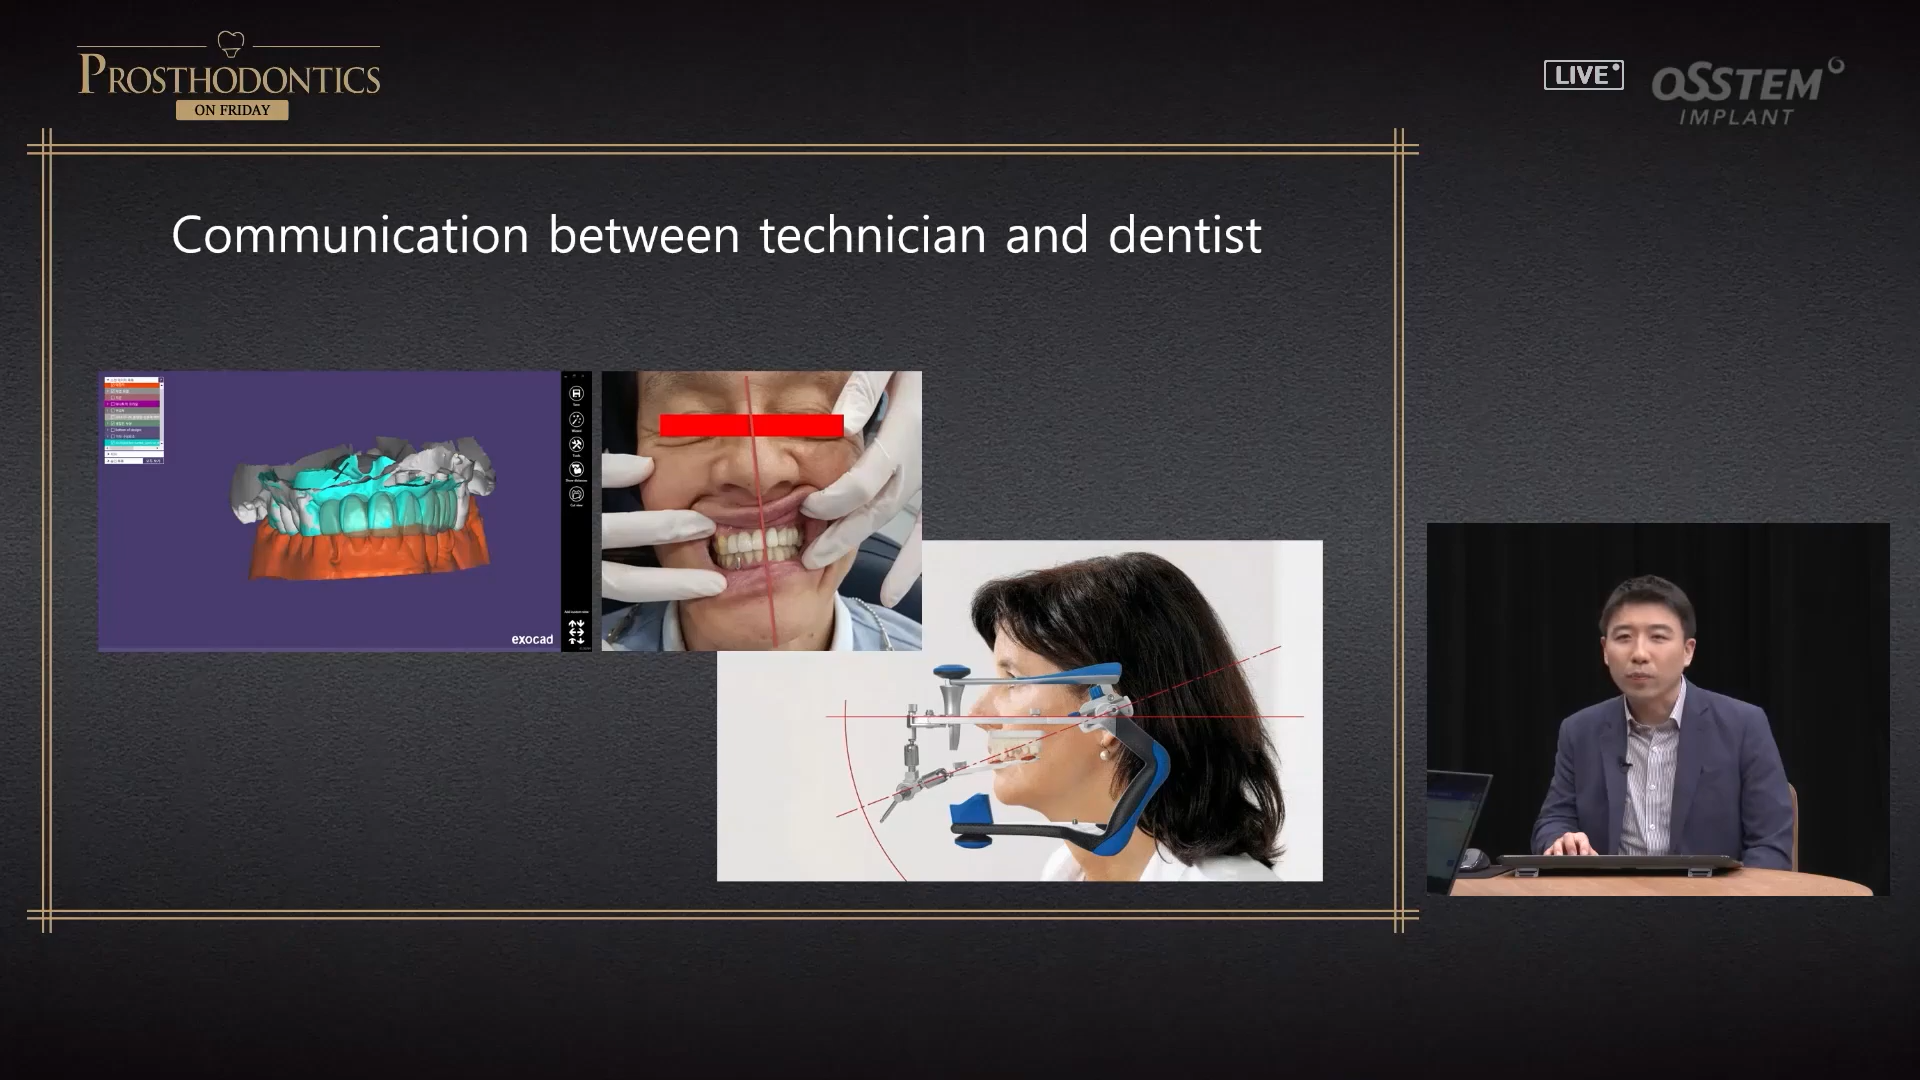 PROSTHODONTICS
ON FRIDAY
LIVE
OSSTEM
IMPLANT
Communication between technician and dentist
exocad